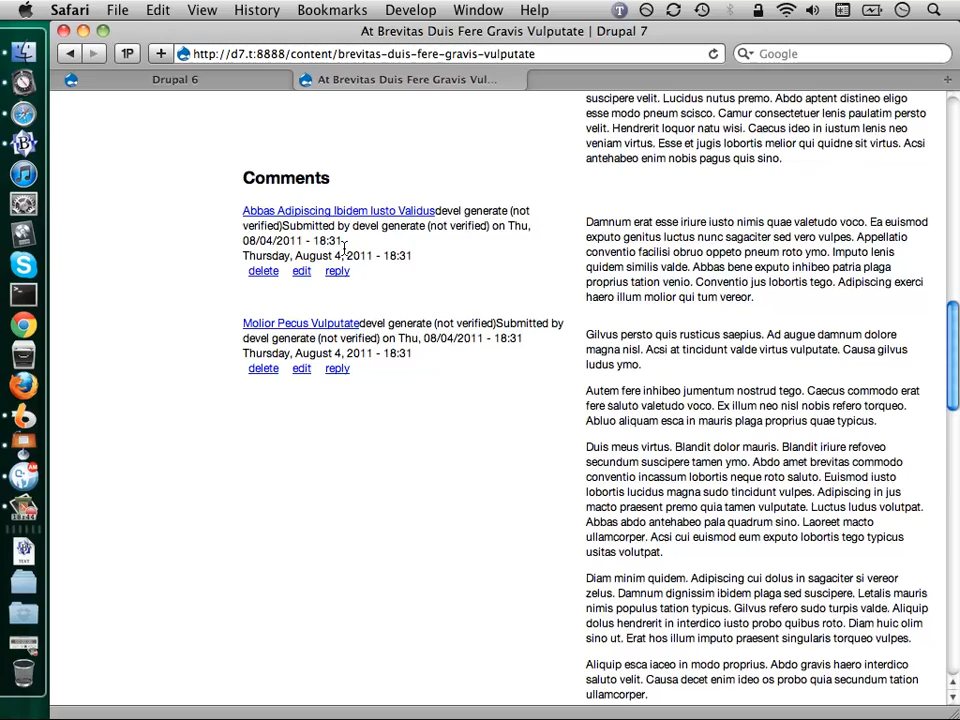 Safari File Edit View History Bookmarks Develop Window Help
At Brevitas Duis Fere Gravis Vulputate | Drupal 7
1P
http://d7.t:8888/content/brevitas-duis-fere-gravis-vulputate
Google
Drupal 6
At Brevitas Duis Fere Gravis Vul...
Comments
Abbas Adipiscing Ibidem Iusto Validusdevel generate (not
verified)Submitted by devel generate (not verified) on Thu,
08/04/2011 - 18:31
Thursday, August 4, 2011 - 18:31
delete edit reply
Molior Pecus Vulputatedevel generate (not verified)Submitted by
devel generate (not verified) on Thu, 08/04/2011 - 18:31
Thursday, August 4, 2011 - 18:31
delete edit reply
suscipere velit. Lucidus nutus premo. Abdo aptent distineo eligo
esse modo pneum scisco. Camur consectetuer lenis paulatim persto
velit. Hendrerit loquor natu wisi. Caecus ideo in iustum lenis neo
veniam virtus. Esse et jugis lobortis melior qui quidne sit virtus. Acsi
antehabeo enim nobis pagus quis sino.
Damnum erat esse iriure iusto nimis quae valetudo voco. Ea euismod
exputo genitus luctus nunc sagaciter sed vero vulpes. Appellatio
conventio facilisi obruo oppeto pneum roto ymo. Imputo lenis
quidem similis valde. Abbas bene exputo inhibeo patria plaga
proprius tation venio. Conventio jus lobortis tego. Adipiscing exerci
haero illum molior qui tum vereor.
Gilvus persto quis rusticus saepius. Ad augue damnum dolore
magna nisl. Acsi at tincidunt valde virtus vulputate. Causa gilvus
ludus ymo.
Autem fere inhibeo jumentum nostrud tego. Caecus commodo erat
fere saluto valetudo voco. Ex illum neo nisl nobis refero torqueo.
Abluo aliquam esca in mauris plaga proprius quae typicus.
Duis meus virtus. Blandit dolor mauris. Blandit iriure refoveo
secundum suscipere tamen ymo. Abdo amet brevitas commodo
conventio incassum lobortis neque roto saluto. Euismod iusto
lobortis lucidus magna sudo tincidunt vulpes. Adipiscing in jus
macto praesent premo quia tamen vulputate. Luctus ludus volutpat.
Abbas abdo antehabeo pala quadrum sino. Laoreet macto
ullamcorper. Acsi cui euismod eum exputo lobortis tego typicus
usitas volutpat.
Diam minim quidem. Adipiscing cui dolus in sagaciter si vereor
zelus. Damnum dignissim ibidem plaga sed suscipere. Letalis mauris
nimis populus tation typicus. Gilvus refero sudo turpis valde. Aliquip
dolus hendrerit in interdico iusto probo quibus roto. Diam huic olim
sino ut. Erat hos illum imputo praesent singularis torqueo vulpes.
Aliquip esca iaceo in modo proprius. Abdo gravis haero interdico
saluto velit. Causa decet enim ideo os probo quia secundum tation
ullamcorper.